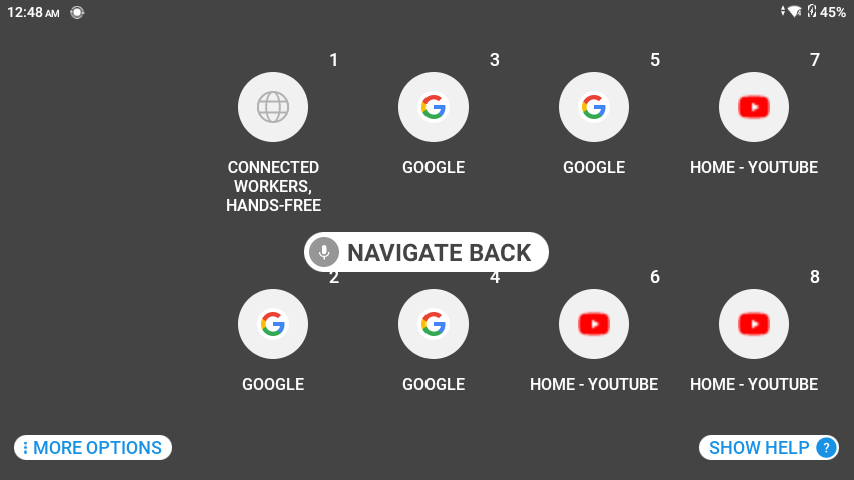 12:48 AM
45%
1
3
5
7
CONNECTED
WORKERS,
HANDS-FREE
GOOGLE
GOOGLE
HOME - YOUTUBE
NAVIGATE BACK
2
4
6
8
GOOGLE
GOOGLE
HOME - YOUTUBE
HOME - YOUTUBE
MORE OPTIONS
SHOW HELP ?